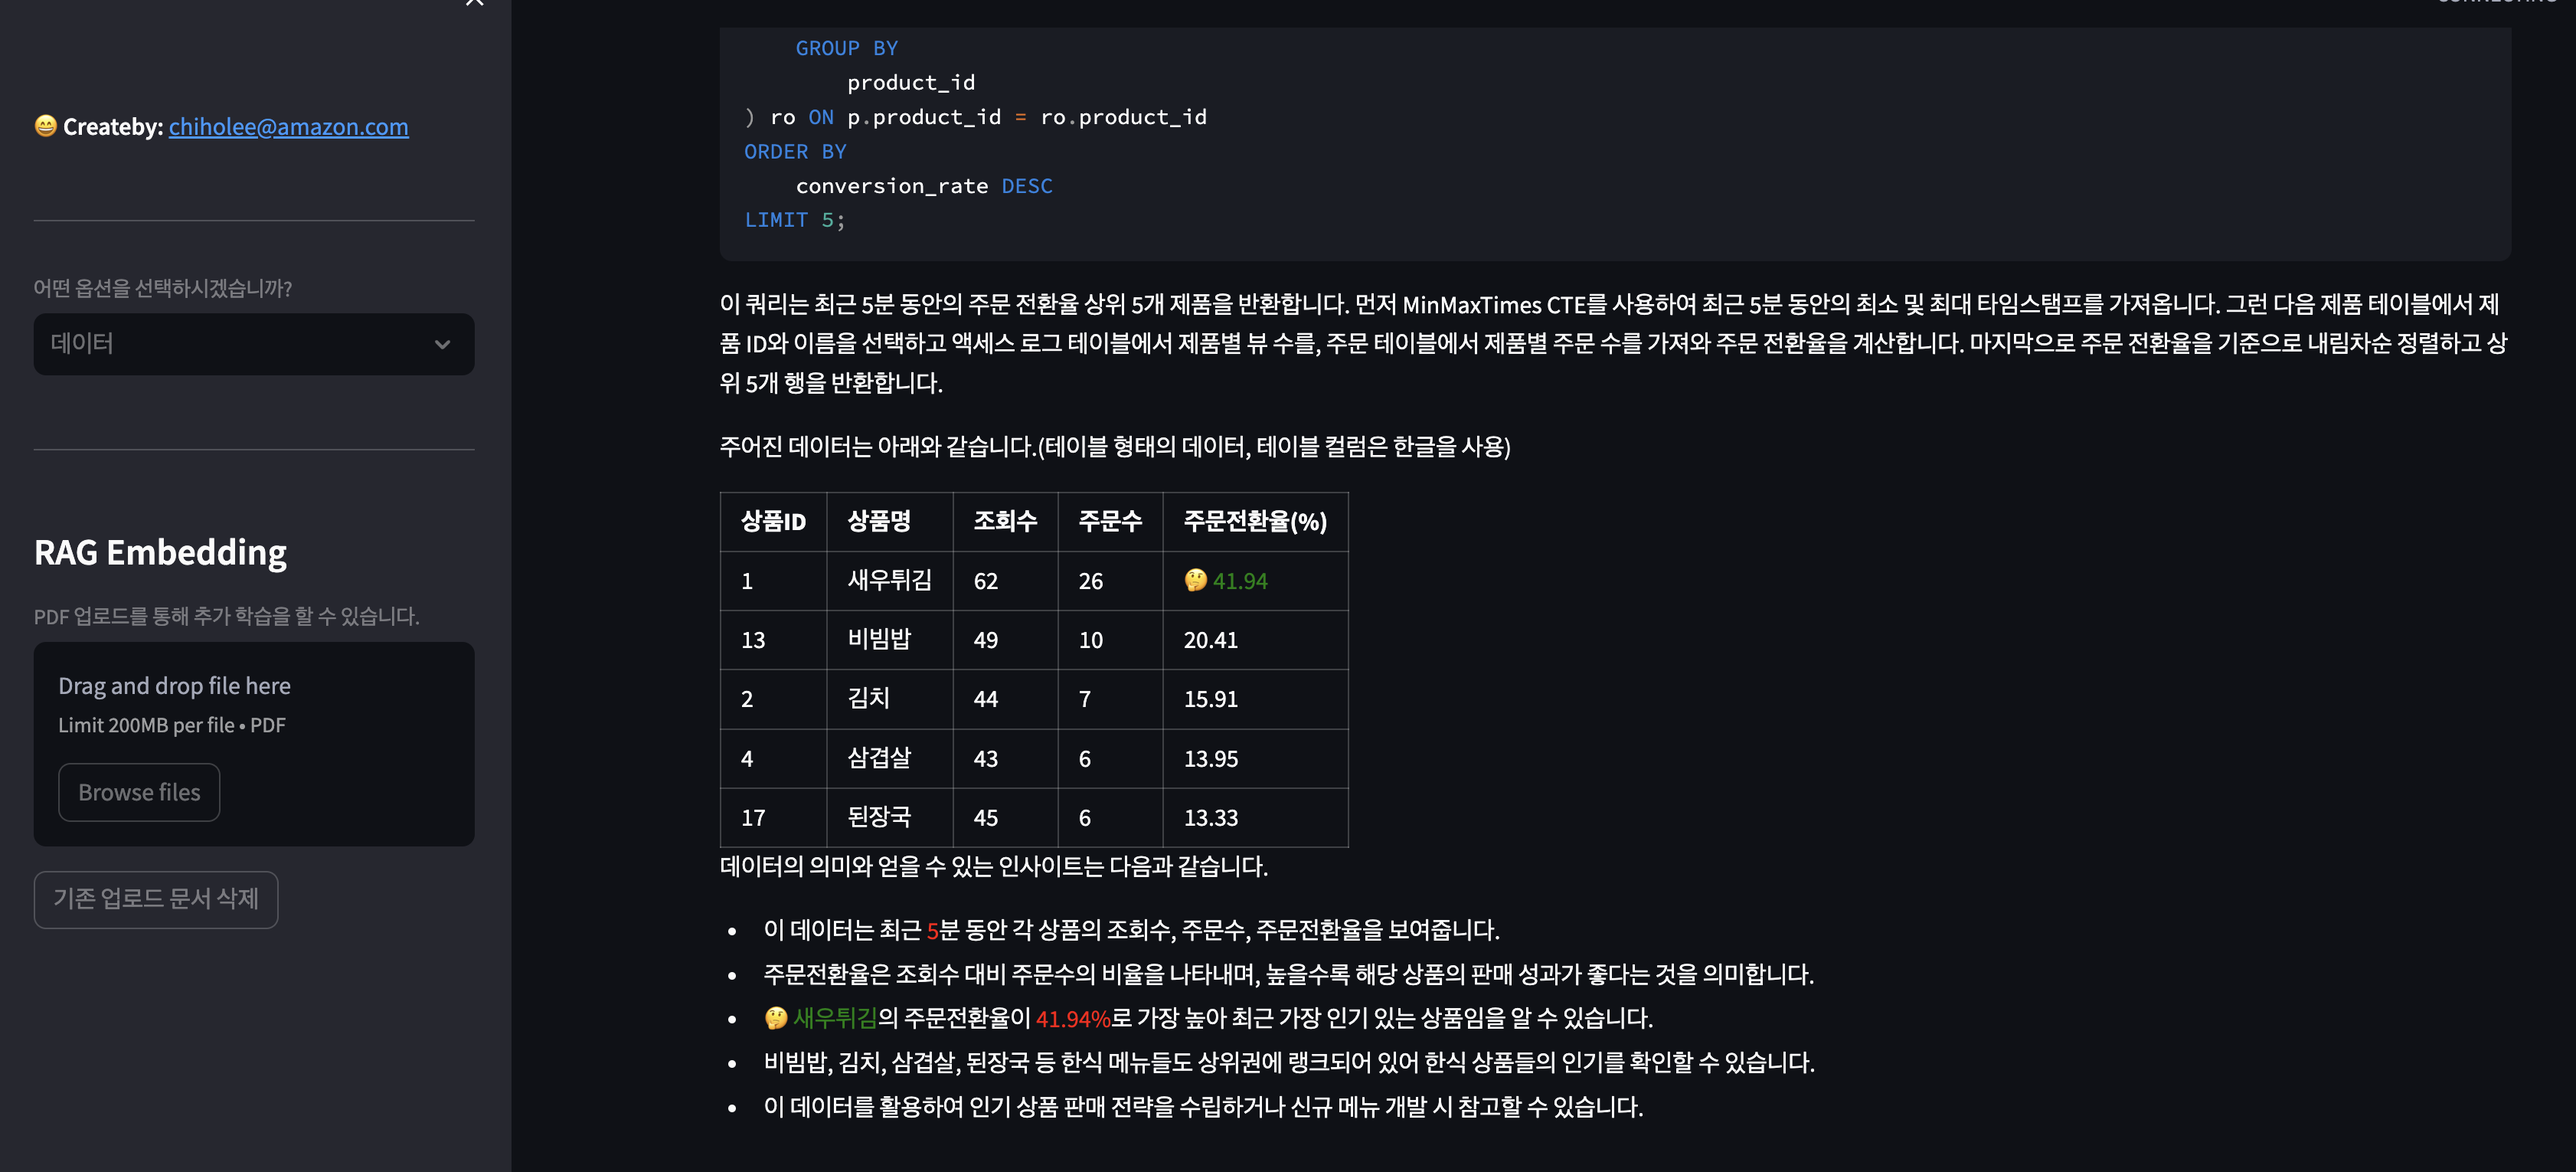 😄 Createby: chiholee@amazon.com
어떤 옵션을 선택하시겠습니까?
데이터
RAG Embedding
PDF 업로드를 통해 추가 학습을 할 수 있습니다.
Drag and drop file here
Limit 200MB per file • PDF
Browse files
기존 업로드 문서 삭제
GROUP BY
product_id
) ro ON p.product_id = ro.product_id
ORDER BY
conversion_rate DESC
LIMIT 5;
이 쿼리는 최근 5분 동안의 주문 전환율 상위 5개 제품을 반환합니다. 먼저 MinMaxTimes CTE를 사용하여 최근 5분 동안의 최소 및 최대 타임스탬프를 가져옵니다. 그런 다음 제품 테이블에서 제
품 ID와 이름을 선택하고 액세스 로그 테이블에서 제품별 뷰 수를, 주문 테이블에서 제품별 주문 수를 가져와 주문 전환율을 계산합니다. 마지막으로 주문 전환율을 기준으로 내림차순 정렬하고 상
위 5개 행을 반환합니다.
주어진 데이터는 아래와 같습니다.(테이블 형태의 데이터, 테이블 컬럼은 한글을 사용)
상품ID 상품명 조회수 주문수 주문전환율(%)
1 새우튀김 62 26 🤔 41.94
13 비빔밥 49 10 20.41
2 김치 44 7 15.91
4 삼겹살 43 6 13.95
17 된장국 45 6 13.33
데이터의 의미와 얻을 수 있는 인사이트는 다음과 같습니다.
• 이 데이터는 최근 5분 동안 각 상품의 조회수, 주문수, 주문전환율을 보여줍니다.
• 주문전환율은 조회수 대비 주문수의 비율을 나타내며, 높을수록 해당 상품의 판매 성과가 좋다는 것을 의미합니다.
• 🤔 새우튀김의 주문전환율이 41.94%로 가장 높아 최근 가장 인기 있는 상품임을 알 수 있습니다.
• 비빔밥, 김치, 삼겹살, 된장국 등 한식 메뉴들도 상위권에 랭크되어 있어 한식 상품들의 인기를 확인할 수 있습니다.
• 이 데이터를 활용하여 인기 상품 판매 전략을 수립하거나 신규 메뉴 개발 시 참고할 수 있습니다.